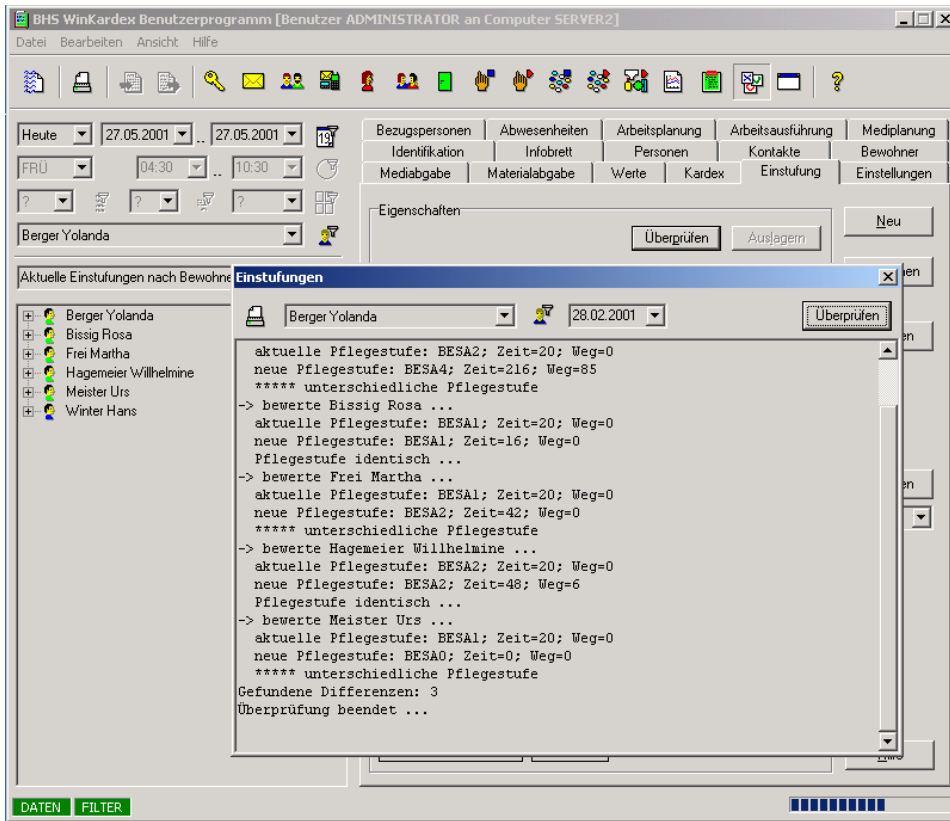 BHS WinKardex Benutzerprogramm [Benutzer ADMINISTRATOR an Computer SERVER2]
Datei Bearbeiten Ansicht Hilfe
Heute 27.05.2001 .. 27.05.2001 19
FRÜ 04:30 .. 10:30
? ? ?
Berger Yolanda
Aktuelle Einstufungen nach Bewohne
Berger Yolanda
Bissig Rosa
Frei Martha
Hagemeier Willhelmine
Meister Urs
Winter Hans
Bezugspersonen Abwesenheiten Arbeitsplanung Arbeitsausführung Mediplanung
Identifikation Infobrett Personen Kontakte Bewohner
Mediabgabe Materialabgabe Werte Kardex Einstufung Einstellungen
Eigenschaften
Überprüfen Auslagern
Neu
en
en
en
Einstufungen
Berger Yolanda 28.02.2001 Überprüfen
aktuelle Pflegestufe: BESA2; Zeit=20; Weg=0
neue Pflegestufe: BESA4; Zeit=216; Weg=85
***** unterschiedliche Pflegestufe
-> bewerte Bissig Rosa ...
aktuelle Pflegestufe: BESA1; Zeit=20; Weg=0
neue Pflegestufe: BESA1; Zeit=16; Weg=0
Pflegestufe identisch ...
-> bewerte Frei Martha ...
aktuelle Pflegestufe: BESA1; Zeit=20; Weg=0
neue Pflegestufe: BESA2; Zeit=42; Weg=0
***** unterschiedliche Pflegestufe
-> bewerte Hagemeier Willhelmine ...
aktuelle Pflegestufe: BESA2; Zeit=20; Weg=0
neue Pflegestufe: BESA2; Zeit=48; Weg=6
Pflegestufe identisch ...
-> bewerte Meister Urs ...
aktuelle Pflegestufe: BESA1; Zeit=20; Weg=0
neue Pflegestufe: BESA0; Zeit=0; Weg=0
***** unterschiedliche Pflegestufe
Gefundene Differenzen: 3
Überprüfung beendet ...
DATEN FILTER